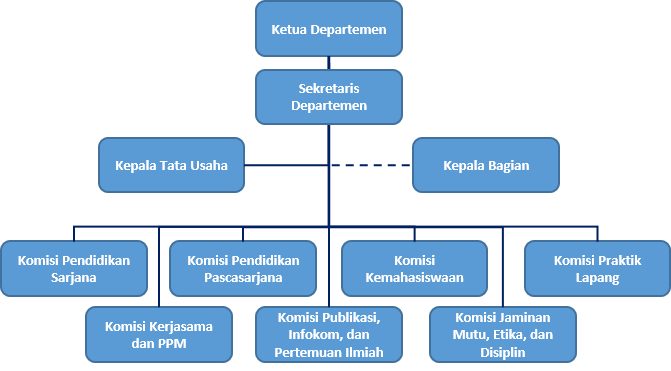 Ketua Departemen
Sekretaris
Departemen
Kepala Tata Usaha
Kepala Bagian
Komisi Pendidikan
Sarjana
Komisi Pendidikan
Pascasarjana
Komisi
Kemahasiswaan
Komisi Praktik
Lapang
Komisi Kerjasama
dan PPM
Komisi Publikasi,
Infokom, dan
Pertemuan Ilmiah
Komisi Jaminan
Mutu, Etika, dan
Disiplin